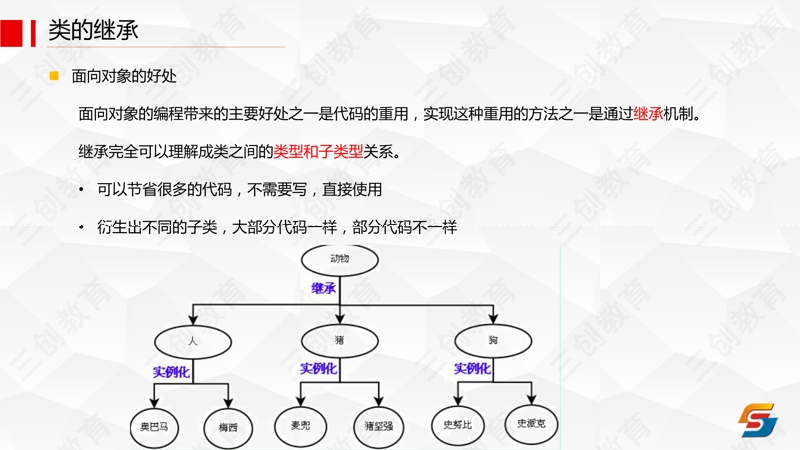 类的继承
面向对象的好处
面向对象的编程带来的主要好处之一是代码的重用，实现这种重用的方法之一是通过继承机制。
继承完全可以理解成类之间的类型和子类型关系。
• 可以节省很多的代码，不需要写，直接使用
• 衍生出不同的子类，大部分代码一样，部分代码不一样
动物
继承
人 猪 狗
实例化 实例化 实例化
奥巴马 梅西 麦兜 猪坚强 史努比 史派克
三创教育